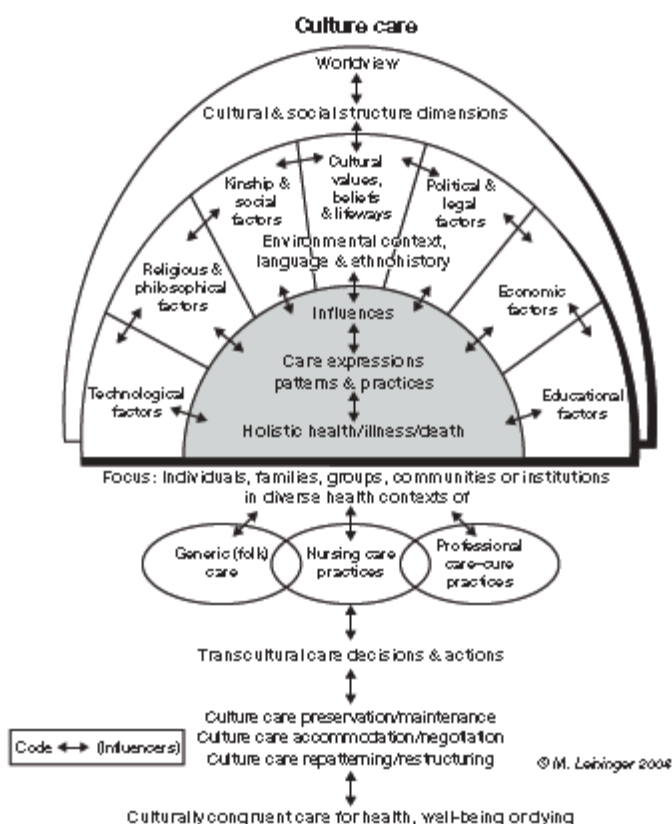 Culture care
Worldview
Cultural & social structure dimensions
Kinship &
social
factors
Cultural
values,
beliefs
& lifeways
Political &
legal
factors
Environmental context,
language & ethnohistory
Religious &
philosophical
factors
Economic
factors
Influences
Care expressions
patterns & practices
Technological
factors
Educational
factors
Holistic health/illness/death
Focus: Individuals, families, groups, communities or institutions
in diverse health contexts of
Generic (folk)
care
Nursing care
practices
Professional
care–cure
practices
Transcultural care decisions & actions
Culture care preservation/maintenance
Culture care accommodation/negotiation
Culture care repatterning/restructuring
Code (Influencers)
© M. Leininger 2004
Culturally congruent care for health, well-being or dying